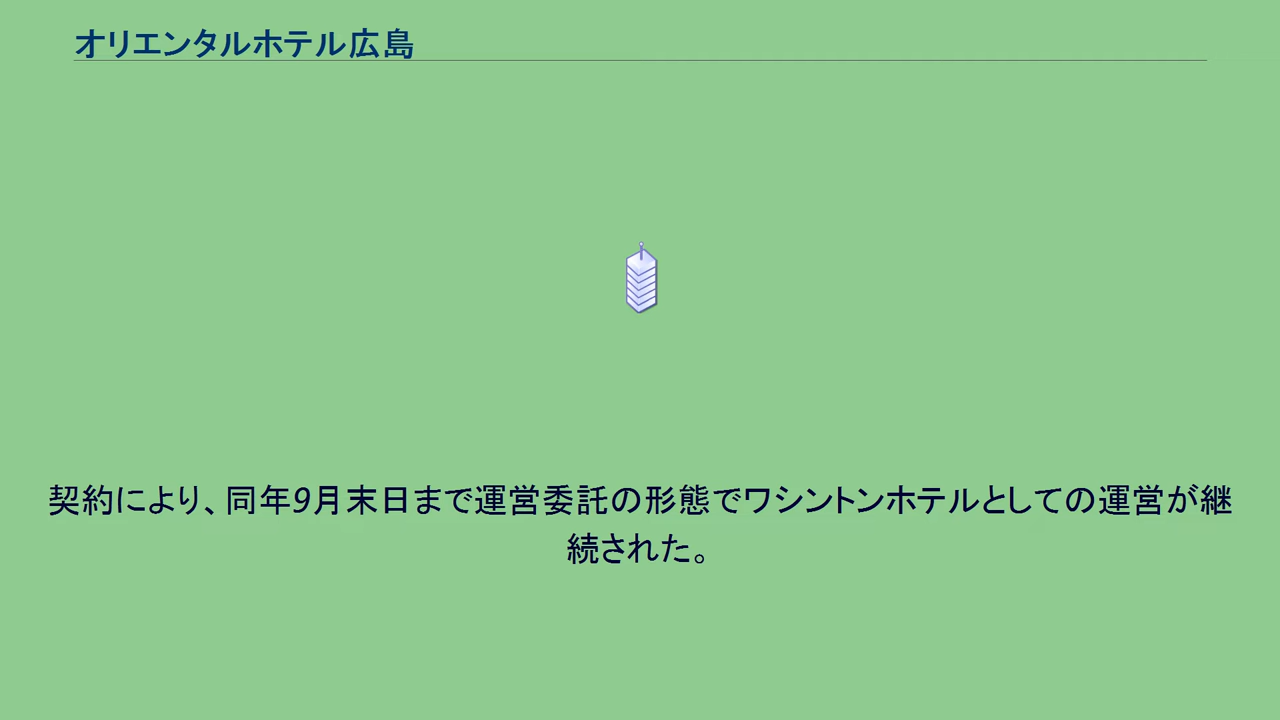 オリエンタルホテル広島
契約により、同年9月末日まで運営委託の形態でワシントンホテルとしての運営が継
続された。